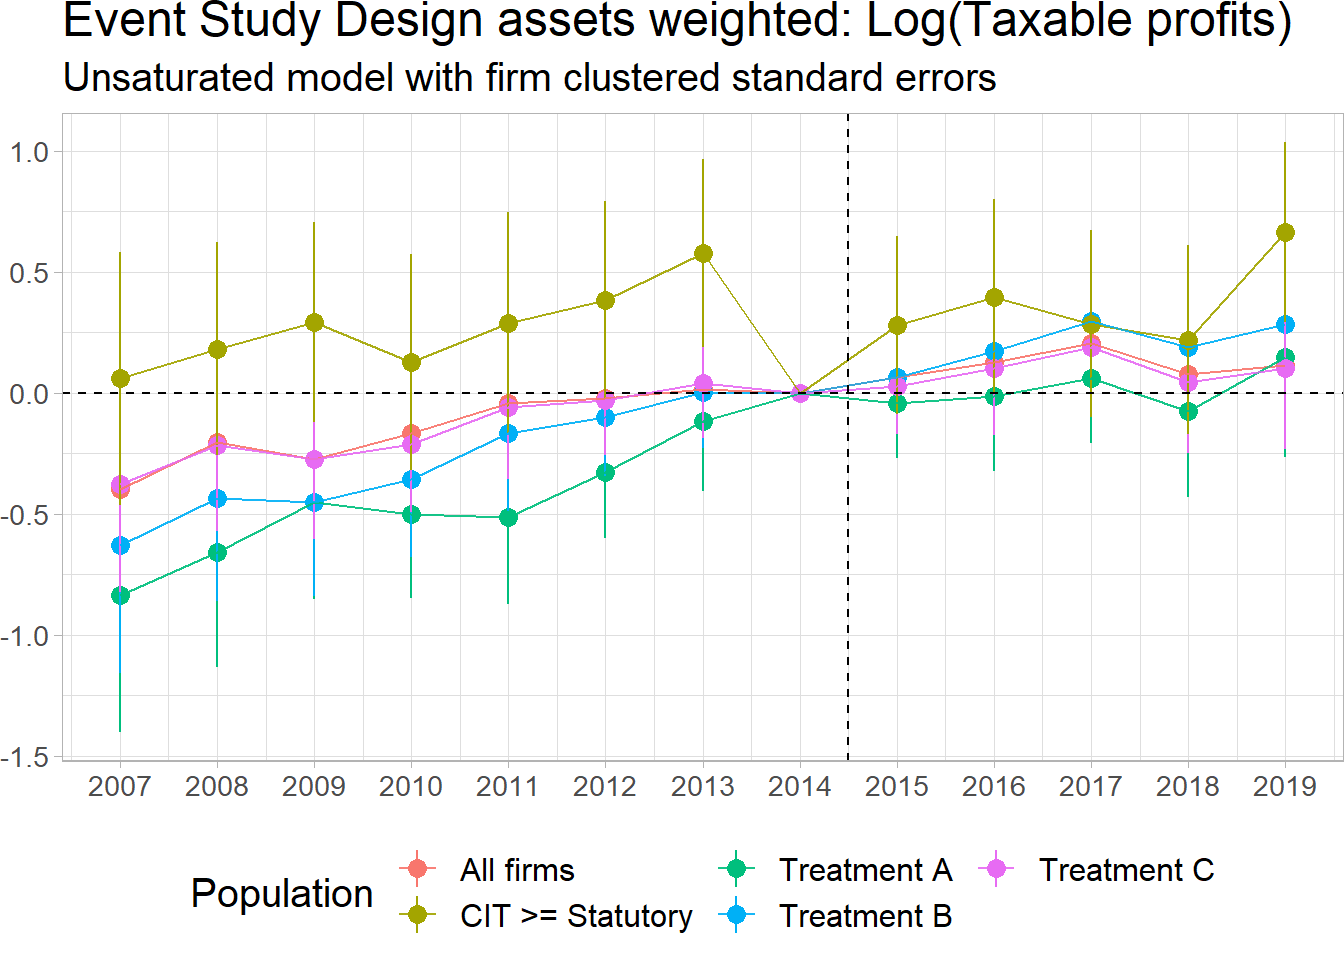 Event Study Design assets weighted: Log(Taxable profits)
Unsaturated model with firm clustered standard errors
1.0
0.5
0.0
-0.5
-1.0
-1.5
2007 2008 2009 2010 2011 2012 2013 2014 2015 2016 2017 2018 2019
Population
All firms Treatment A Treatment C
CIT >= Statutory Treatment B